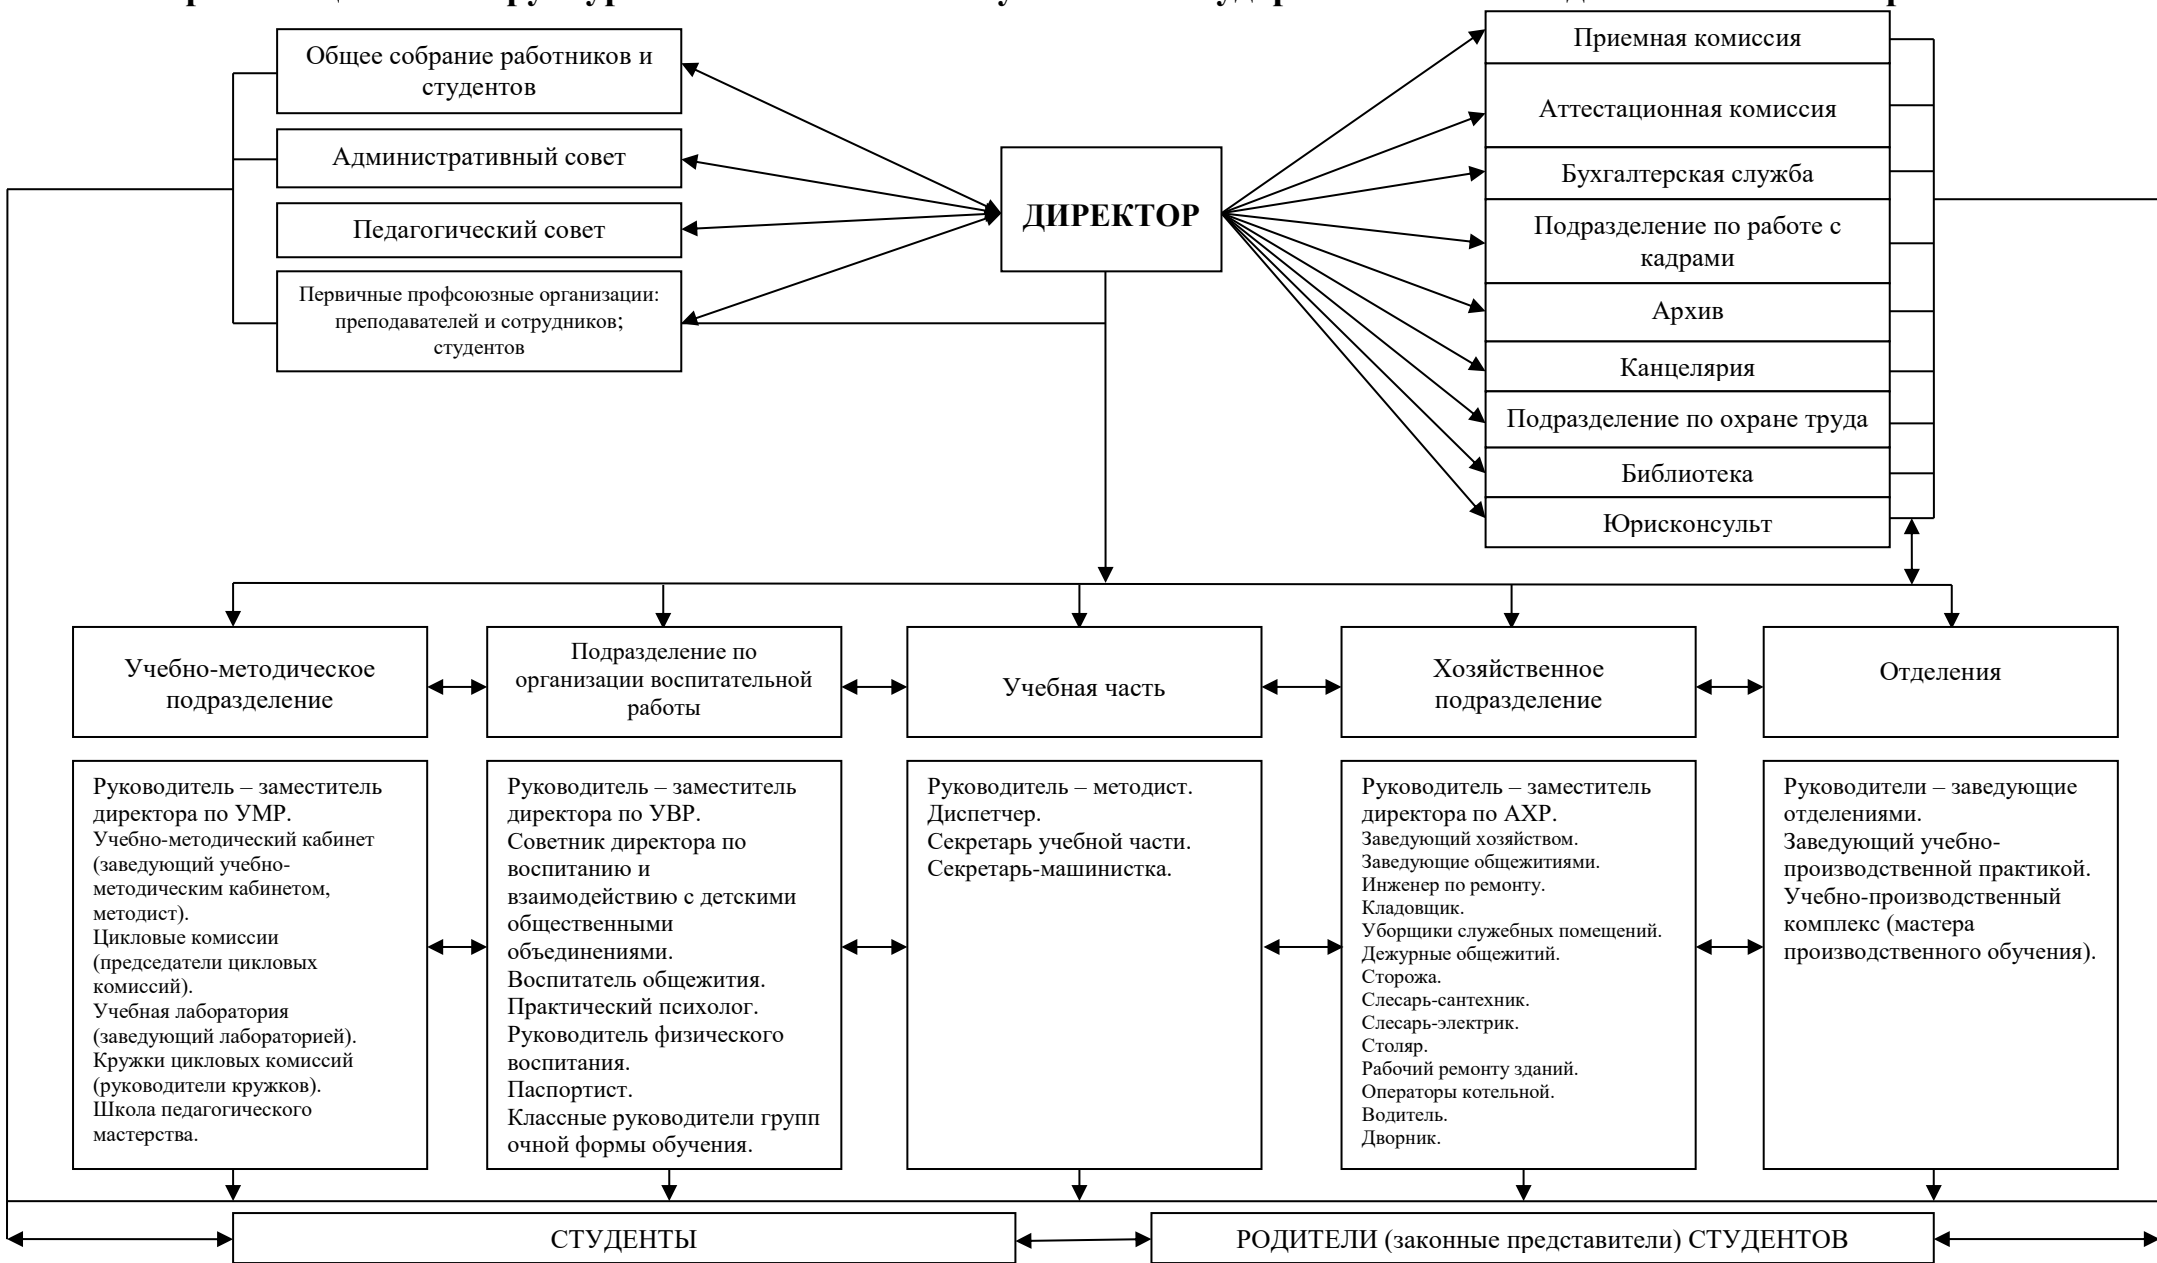 Общее собрание работников и
студентов
Административный совет
Педагогический совет
Первичные профсоюзные организации:
преподавателей и сотрудников;
студентов
ДИРЕКТОР
Приемная комиссия
Аттестационная комиссия
Бухгалтерская служба
Подразделение по работе с
кадрами
Архив
Канцелярия
Подразделение по охране труда
Библиотека
Юрисконсульт
Учебно-методическое
подразделение
Подразделение по
организации воспитательной
работы
Учебная часть
Хозяйственное
подразделение
Отделения
Руководитель – заместитель
директора по УМР.
Учебно-методический кабинет
(заведующий учебно-
методическим кабинетом,
методист).
Цикловые комиссии
(председатели цикловых
комиссий).
Учебная лаборатория
(заведующий лабораторией).
Кружки цикловых комиссий
(руководители кружков).
Школа педагогического
мастерства.
Руководитель – заместитель
директора по УВР.
Советник директора по
воспитанию и
взаимодействию с детскими
общественными
объединениями.
Воспитатель общежития.
Практический психолог.
Руководитель физического
воспитания.
Паспортист.
Классные руководители групп
очной формы обучения.
Руководитель – методист.
Диспетчер.
Секретарь учебной части.
Секретарь-машинистка.
Руководитель – заместитель
директора по АХР.
Заведующий хозяйством.
Заведующие общежитиями.
Инженер по ремонту.
Кладовщик.
Уборщики служебных помещений.
Дежурные общежитий.
Сторожа.
Слесарь-сантехник.
Слесарь-электрик.
Столяр.
Рабочий ремонту зданий.
Операторы котельной.
Водитель.
Дворник.
Руководители – заведующие
отделениями.
Заведующий учебно-
производственной практикой.
Учебно-производственный
комплекс (мастера
производственного обучения).
СТУДЕНТЫ
РОДИТЕЛИ (законные представители) СТУДЕНТОВ